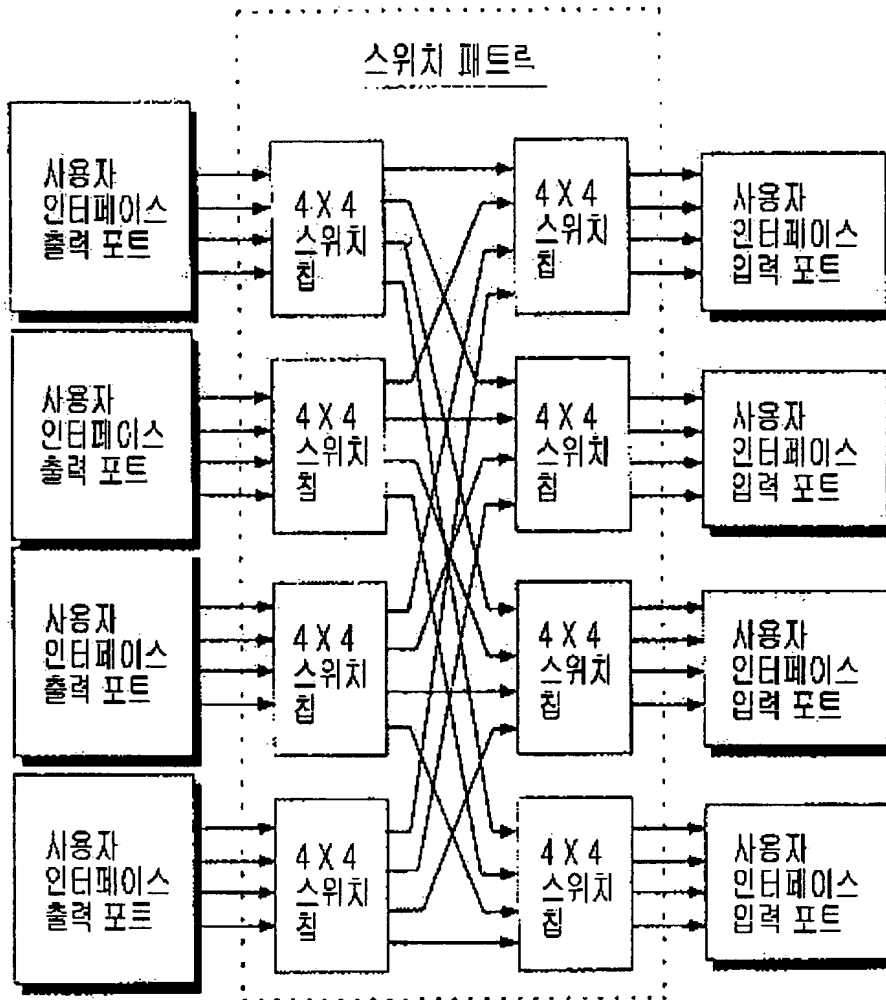 스위치 패트르
사용자
인터페이스
출력 포트
4 X 4
스위치
칩
4 X 4
스위치
칩
사용자
인터페이스
입력 포트
사용자
인터페이스
출력 포트
4 X 4
스위치
칩
4 X 4
스위치
칩
사용자
인터페이스
입력 포트
사용자
인터페이스
출력 포트
4 X 4
스위치
칩
4 X 4
스위치
칩
사용자
인터페이스
입력 포트
사용자
인터페이스
출력 포트
4 X 4
스위치
칩
4 X 4
스위치
칩
사용자
인터페이스
입력 포트